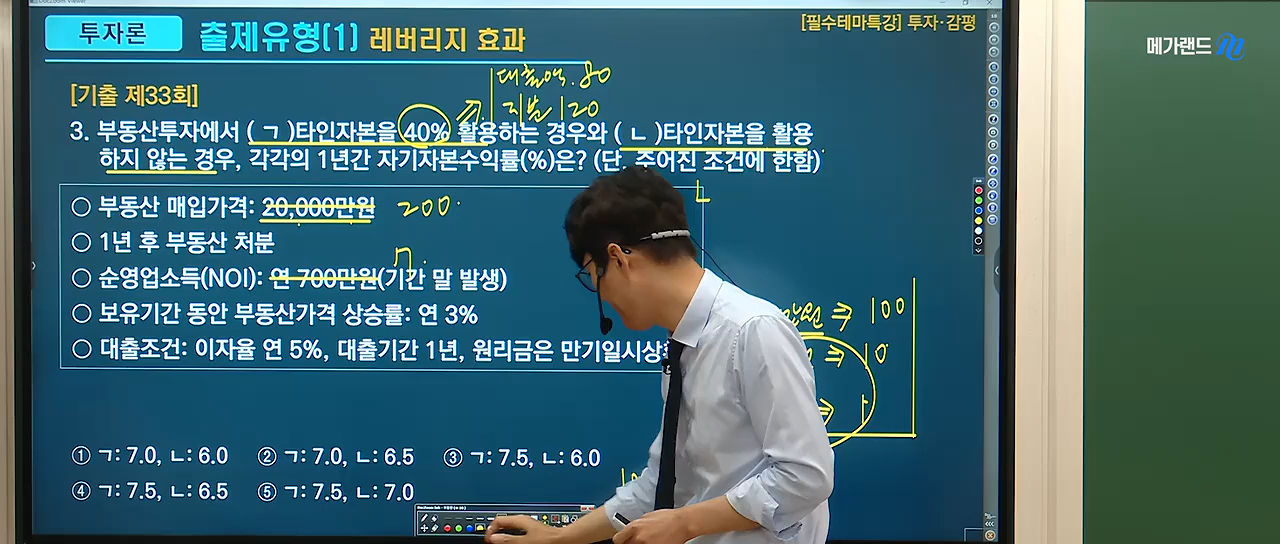 투자론 출제유형(1) 레버리지 효과
[필수테마특강] 투자·감평
메가랜드
대출액. 80
[기출 제33회]
지분 120
3. 부동산투자에서 ( ㄱ )타인자본을 40% 활용하는 경우와 ( ㄴ )타인자본을 활용
하지 않는 경우, 각각의 1년간 자기자본수익률(%)은? (단, 주어진 조건에 한함)
○ 부동산 매입가격: 20,000만원 200.
○ 1년 후 부동산 처분
7.
○ 순영업소득(NOI): 연 700만원(기간 말 발생)
○ 보유기간 동안 부동산가격 상승률: 연 3%
⇒ 100
○ 대출조건: 이자율 연 5%, 대출기간 1년, 원리금은 만기일시상
⇒ 10
⇒ 1
① ㄱ: 7.0, ㄴ: 6.0 ② ㄱ: 7.0, ㄴ: 6.5 ③ ㄱ: 7.5, ㄴ: 6.0
④ ㄱ: 7.5, ㄴ: 6.5 ⑤ ㄱ: 7.5, ㄴ: 7.0